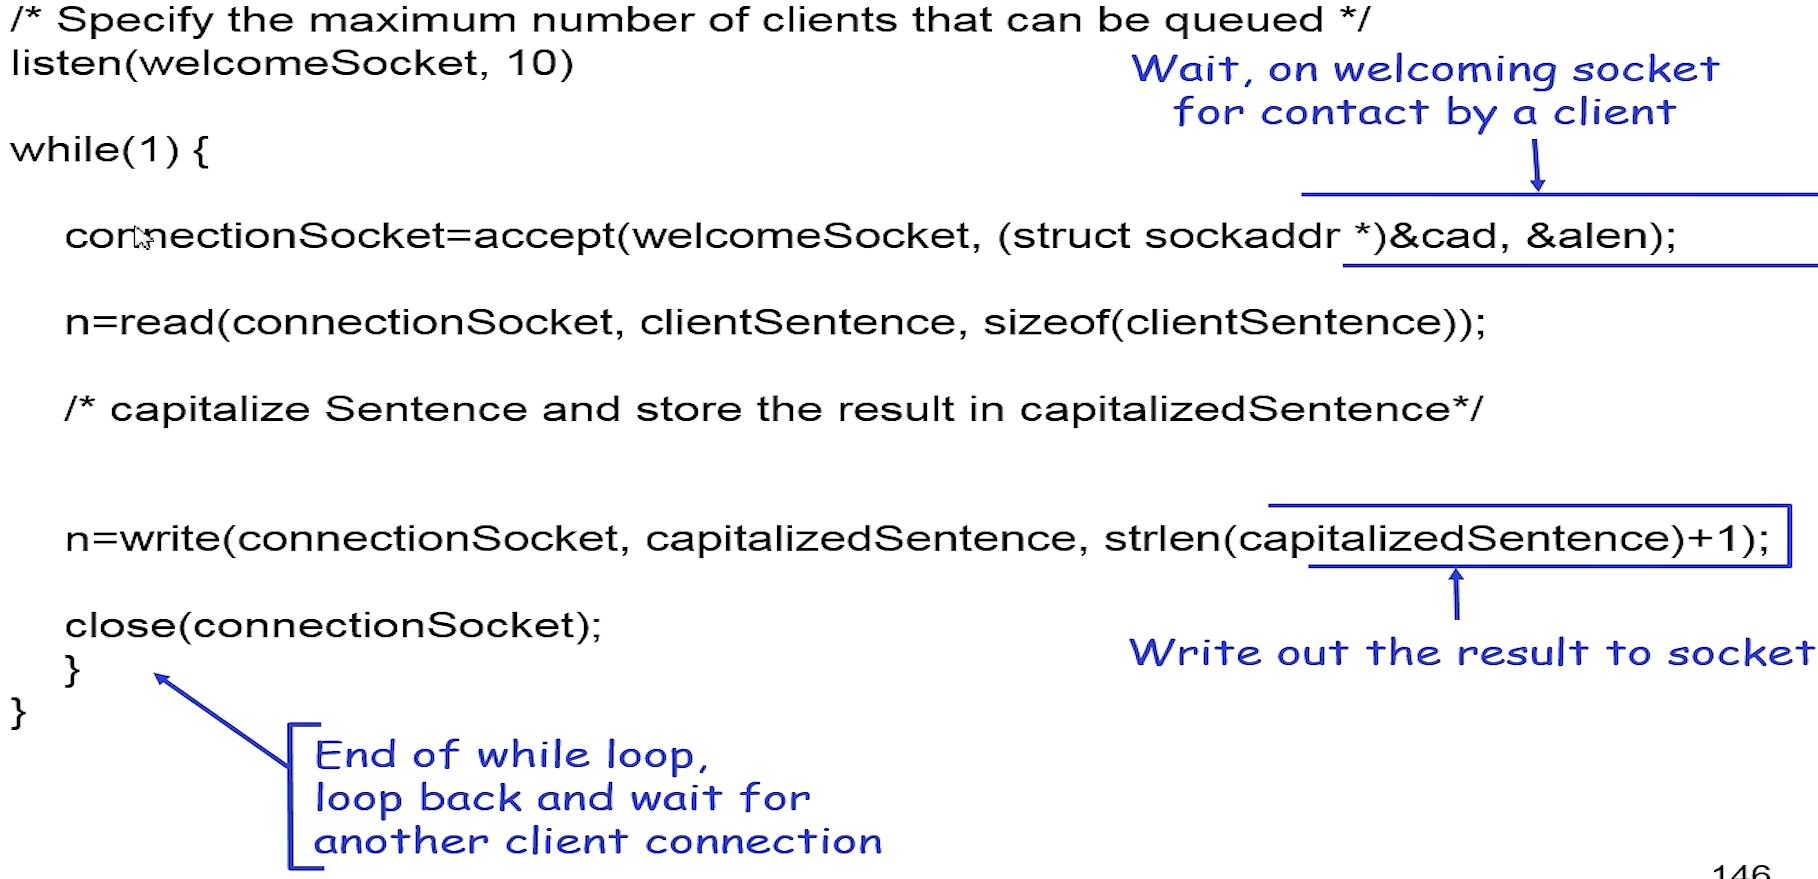 /* Specify the maximum number of clients that can be queued */
listen(welcomeSocket, 10)
Wait, on welcoming socket
for contact by a client
while(1) {
connectionSocket=accept(welcomeSocket, (struct sockaddr *)&cad, &alen);
n=read(connectionSocket, clientSentence, sizeof(clientSentence));
/* capitalize Sentence and store the result in capitalizedSentence*/
n=write(connectionSocket, capitalizedSentence, strlen(capitalizedSentence)+1);
close(connectionSocket);
Write out the result to socket
}
}
End of while loop,
loop back and wait for
another client connection
146